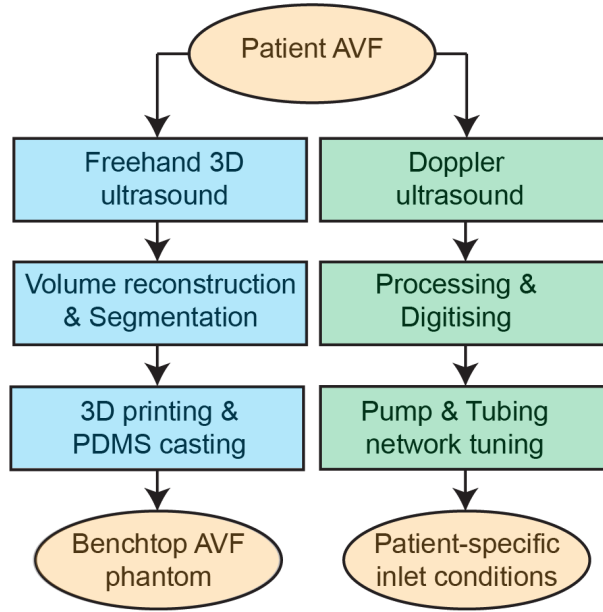 Patient AVF
Freehand 3D
ultrasound
Volume reconstruction
& Segmentation
3D printing &
PDMS casting
Benchtop AVF
phantom
Doppler
ultrasound
Processing &
Digitising
Pump & Tubing
network tuning
Patient-specific
inlet conditions